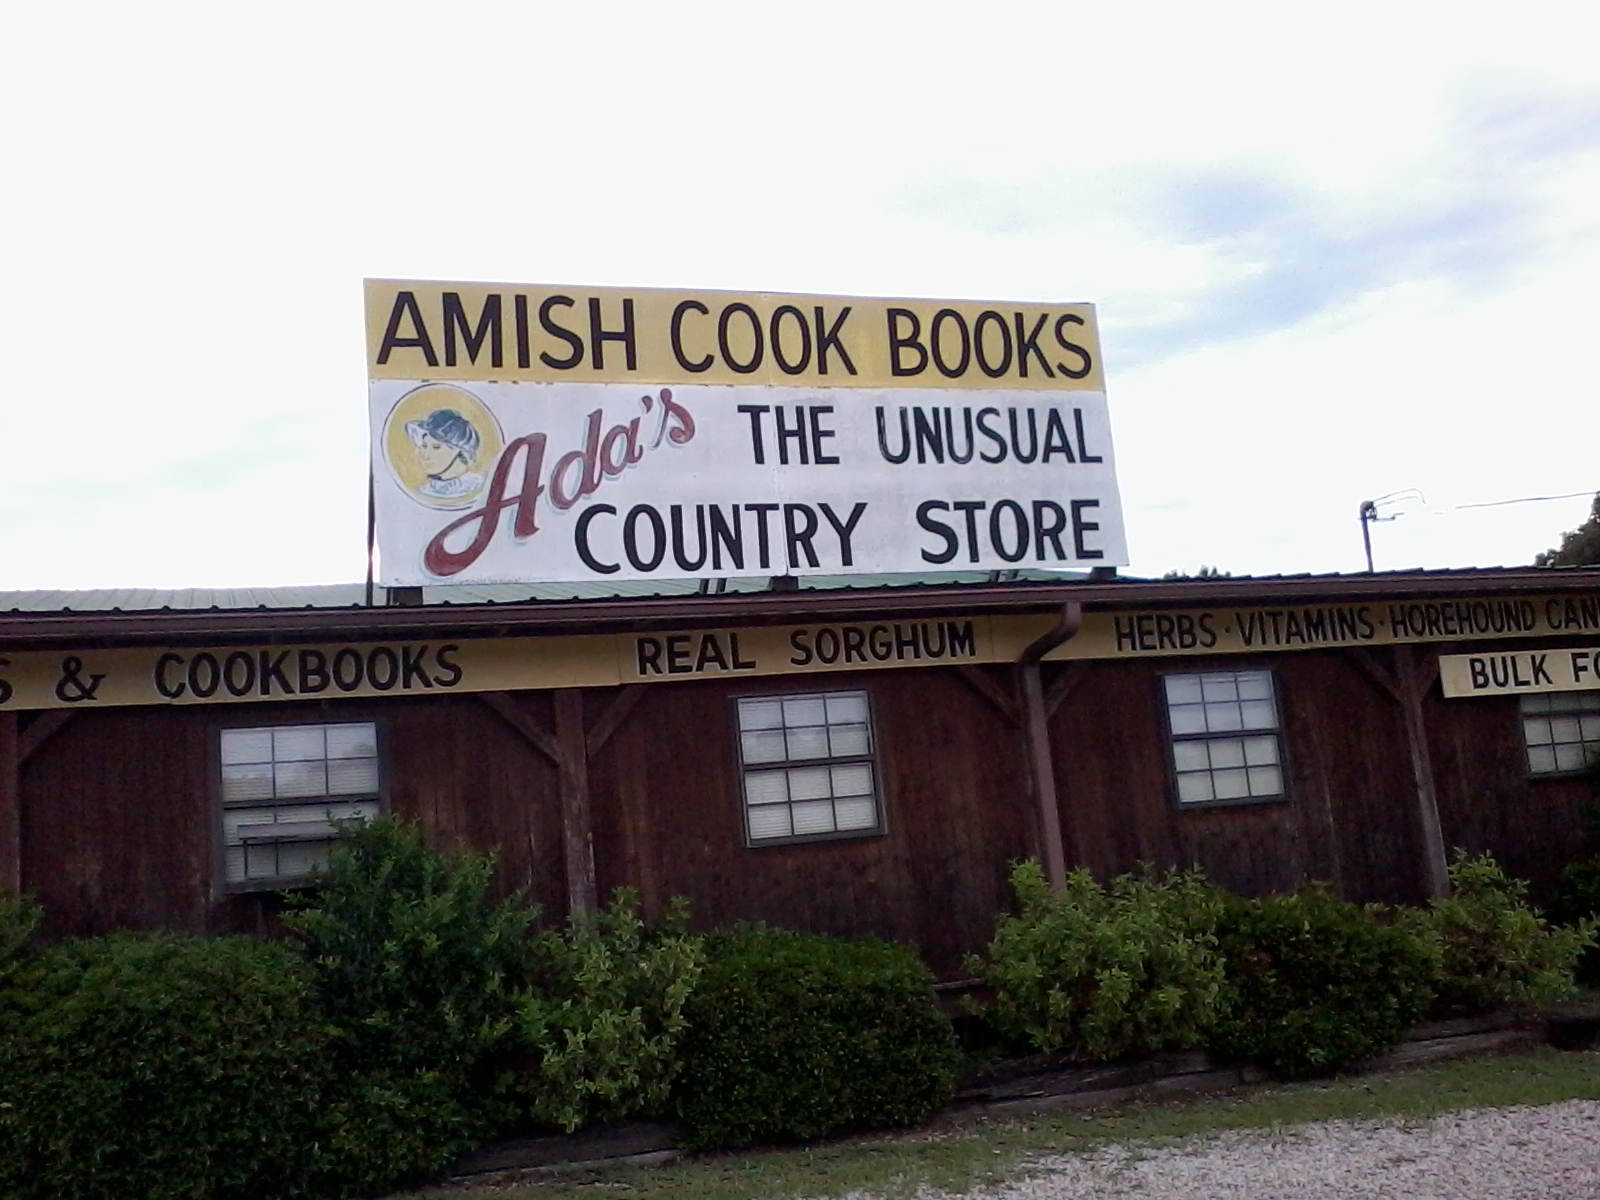 AMISH COOK BOOKS
Ada's THE UNUSUAL
COUNTRY STORE
& COOKBOOKS
REAL SORGHUM
HERBS · VITAMINS · HOREHOUND
BULK